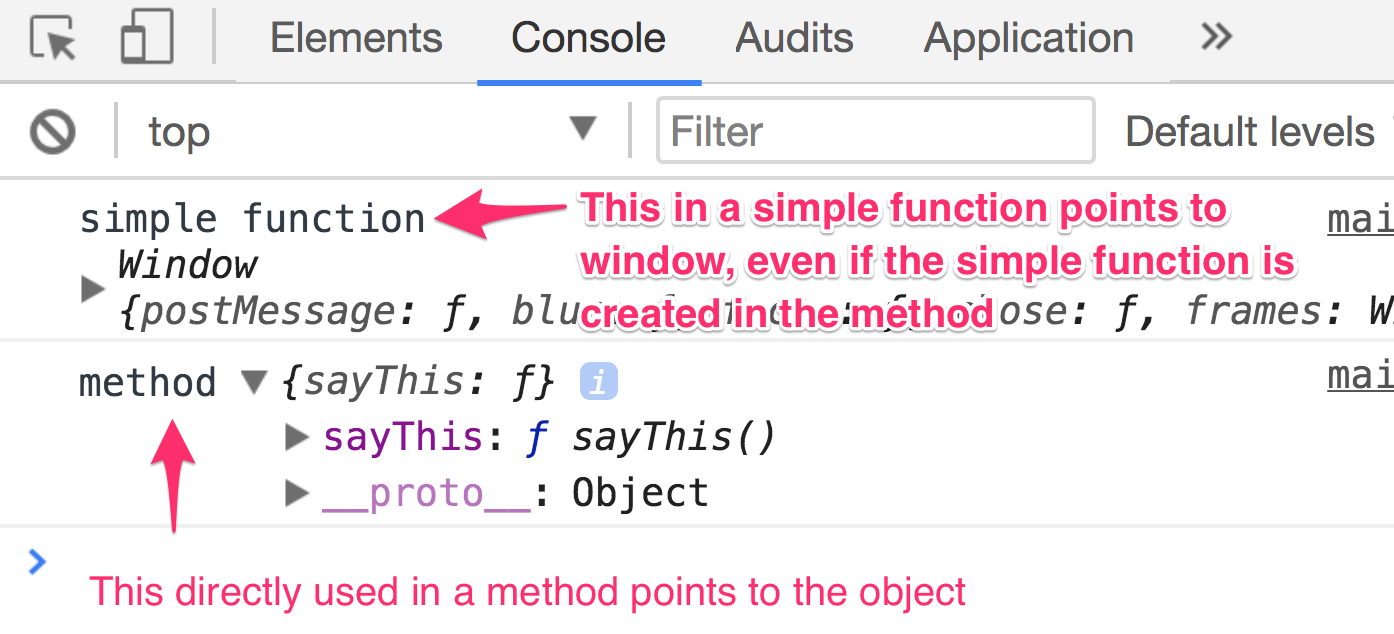 Elements Console Audits Application
top Filter Default levels
simple function
This in a simple function points to
mai
Window
window, even if the simple function is
{postMessage: ƒ, blu ƒ, ose: ƒ, frames: W
created in the method
method {sayThis: ƒ} i
mai
sayThis: ƒ sayThis()
__proto__: Object
This directly used in a method points to the object